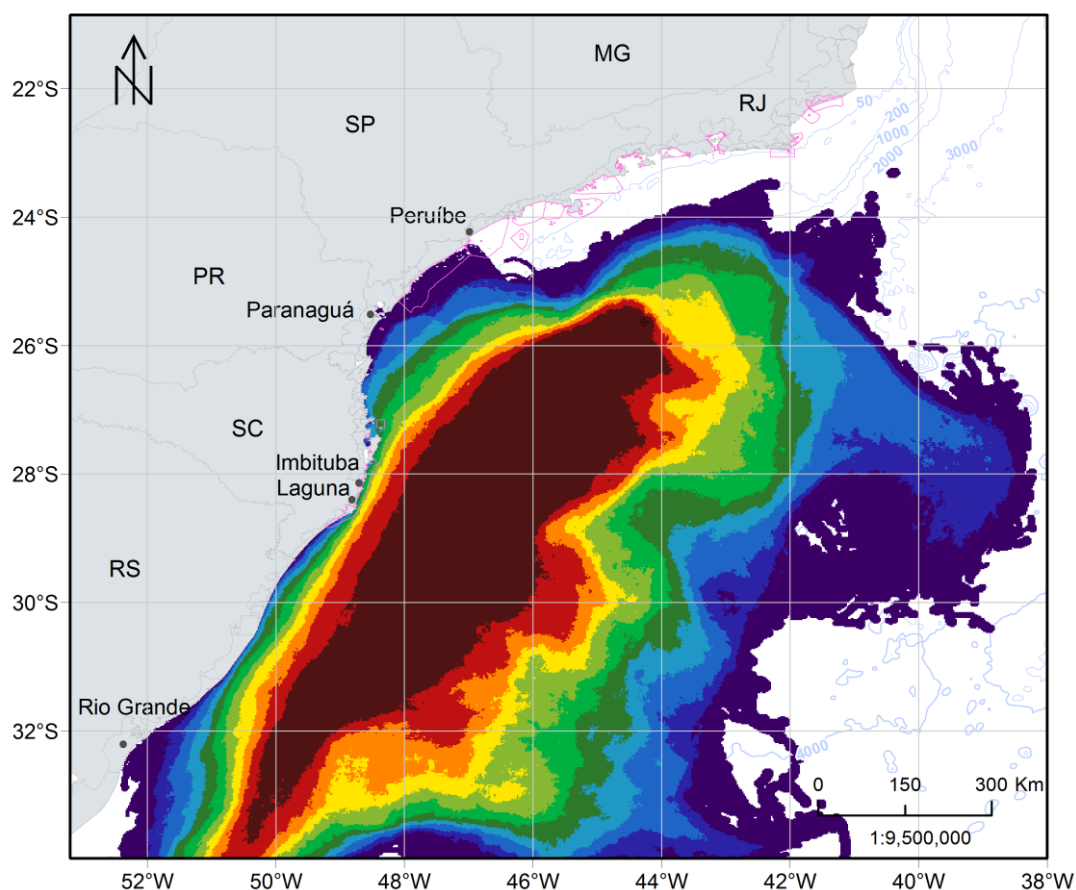 N
MG
22°S
RJ
50
SP
200
1000
3000
2000
24°S
Peruíbe
PR
Paranaguá
26°S
SC
28°S
Imbituba
Laguna
RS
30°S
Rio Grande
32°S
4000
0 150 300 Km
1:9,500,000
52°W 50°W 48°W 46°W 44°W 42°W 40°W 38°W